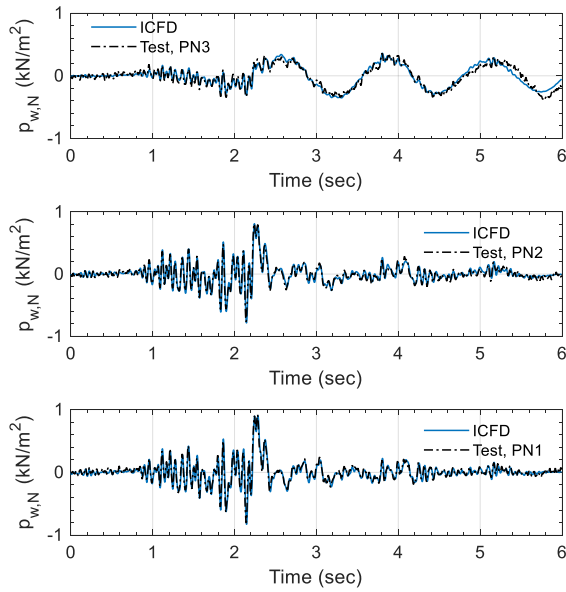 p_w,N (kN/m²)
1
0
-1
ICFD
Test, PN3
0 1 2 3 4 5 6
Time (sec)
p_w,N (kN/m²)
1
0
-1
ICFD
Test, PN2
0 1 2 3 4 5 6
Time (sec)
p_w,N (kN/m²)
1
0
-1
ICFD
Test, PN1
0 1 2 3 4 5 6
Time (sec)